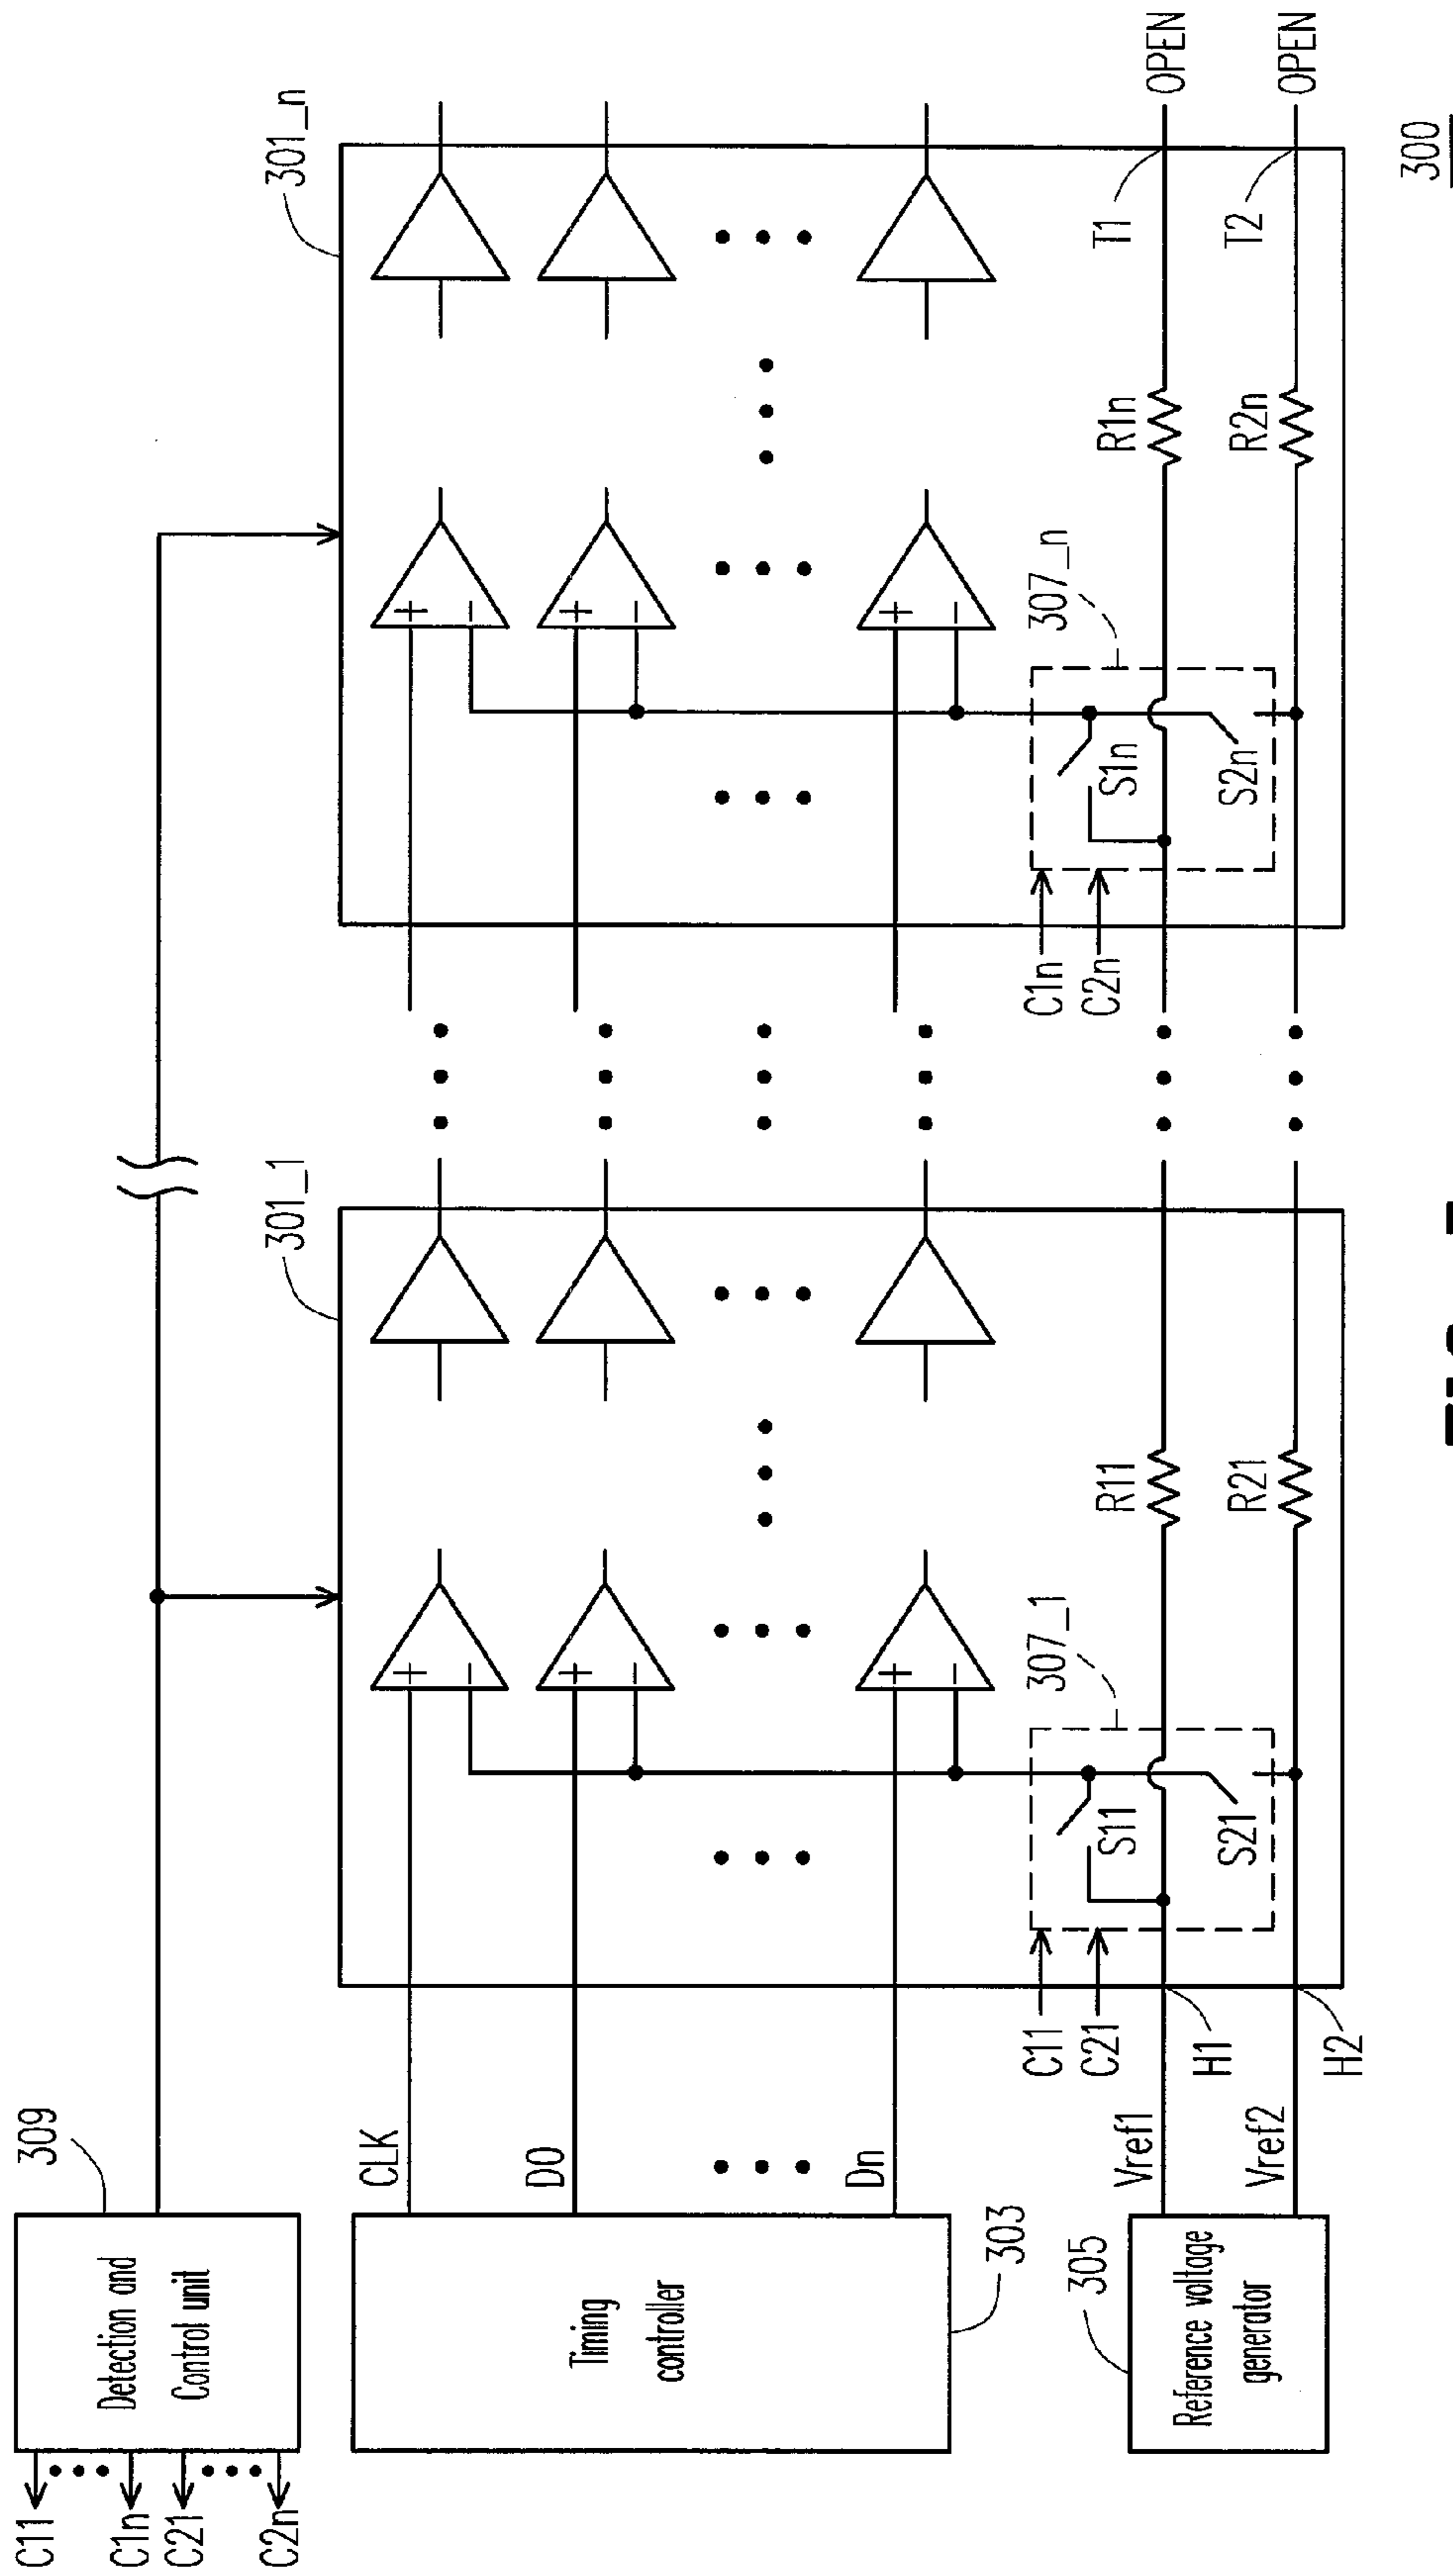 309
Detection and
Control unit
C11
C1n
C21
C2n
301_1
301_n
Timing
controller
303
CLK
D0
Dn
+
−
+
−
+
−
+
−
+
−
+
−
Reference voltage
generator
305
Vref1
Vref2
H1
H2
C11
C21
307_1
S11
S21
R11
R21
C1n
C2n
307_n
S1n
S2n
R1n
R2n
T1
T2
OPEN
OPEN
300